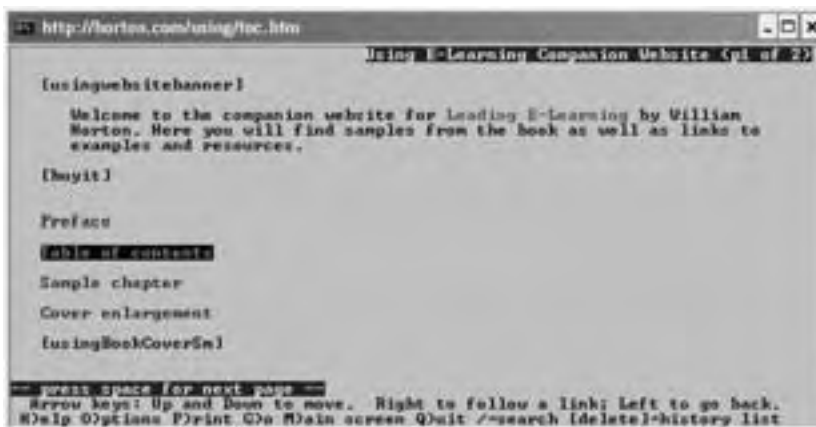 http://horton.com/using/toc.htm
Using E-Learning Companion Website (p1 of 2)
[usingwebsitebanner]
Welcome to the companion website for Leading E-Learning by William
Horton. Here you will find samples from the book as well as links to
examples and resources.
[buyit]
Preface
Table of contents
Sample chapter
Cover enlargement
[usingBookCoverSm]
-- press space for next page --
Arrow keys: Up and Down to move. Right to follow a link; Left to go back.
H)elp O)ptions P)rint G)o M)ain screen Q)uit /=search [delete]=history list